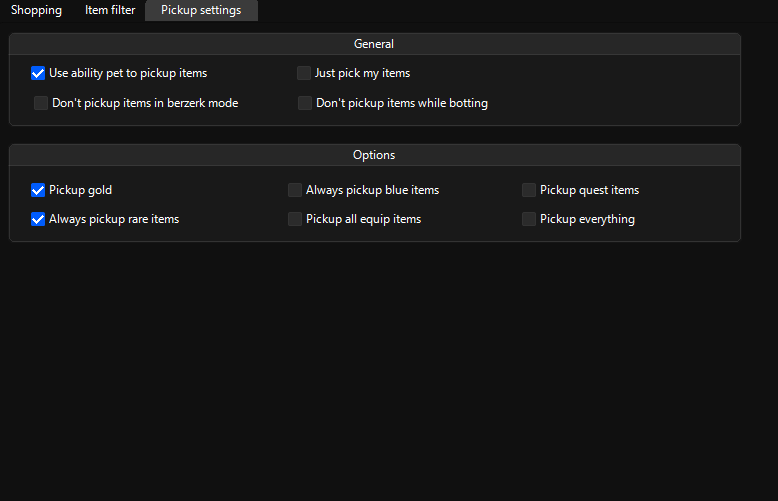 Shopping Item filter Pickup settings
General
Use ability pet to pickup items Just pick my items
Don't pickup items in berzerk mode Don't pickup items while botting
Options
Pickup gold Always pickup blue items Pickup quest items
Always pickup rare items Pickup all equip items Pickup everything